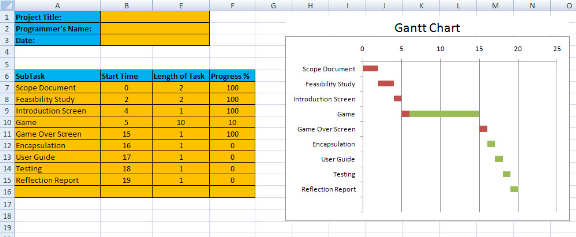 A B E F G H I J K L M N O
1 Project Title:
2 Programmer's Name:
3 Date:
4
5
6 SubTask Start Time Length of Task Progress %
7 Scope Document 0 2 100
8 Feasibility Study 2 2 100
9 Introduction Screen 4 1 100
10 Game 5 10 10
11 Game Over Screen 15 1 100
12 Encapsulation 16 1 0
13 User Guide 17 1 0
14 Testing 18 1 0
15 Reflection Report 19 1 0
16
17
18
19
Gantt Chart
0 5 10 15 20 25
Scope Document
Feasibility Study
Introduction Screen
Game
Game Over Screen
Encapsulation
User Guide
Testing
Reflection Report